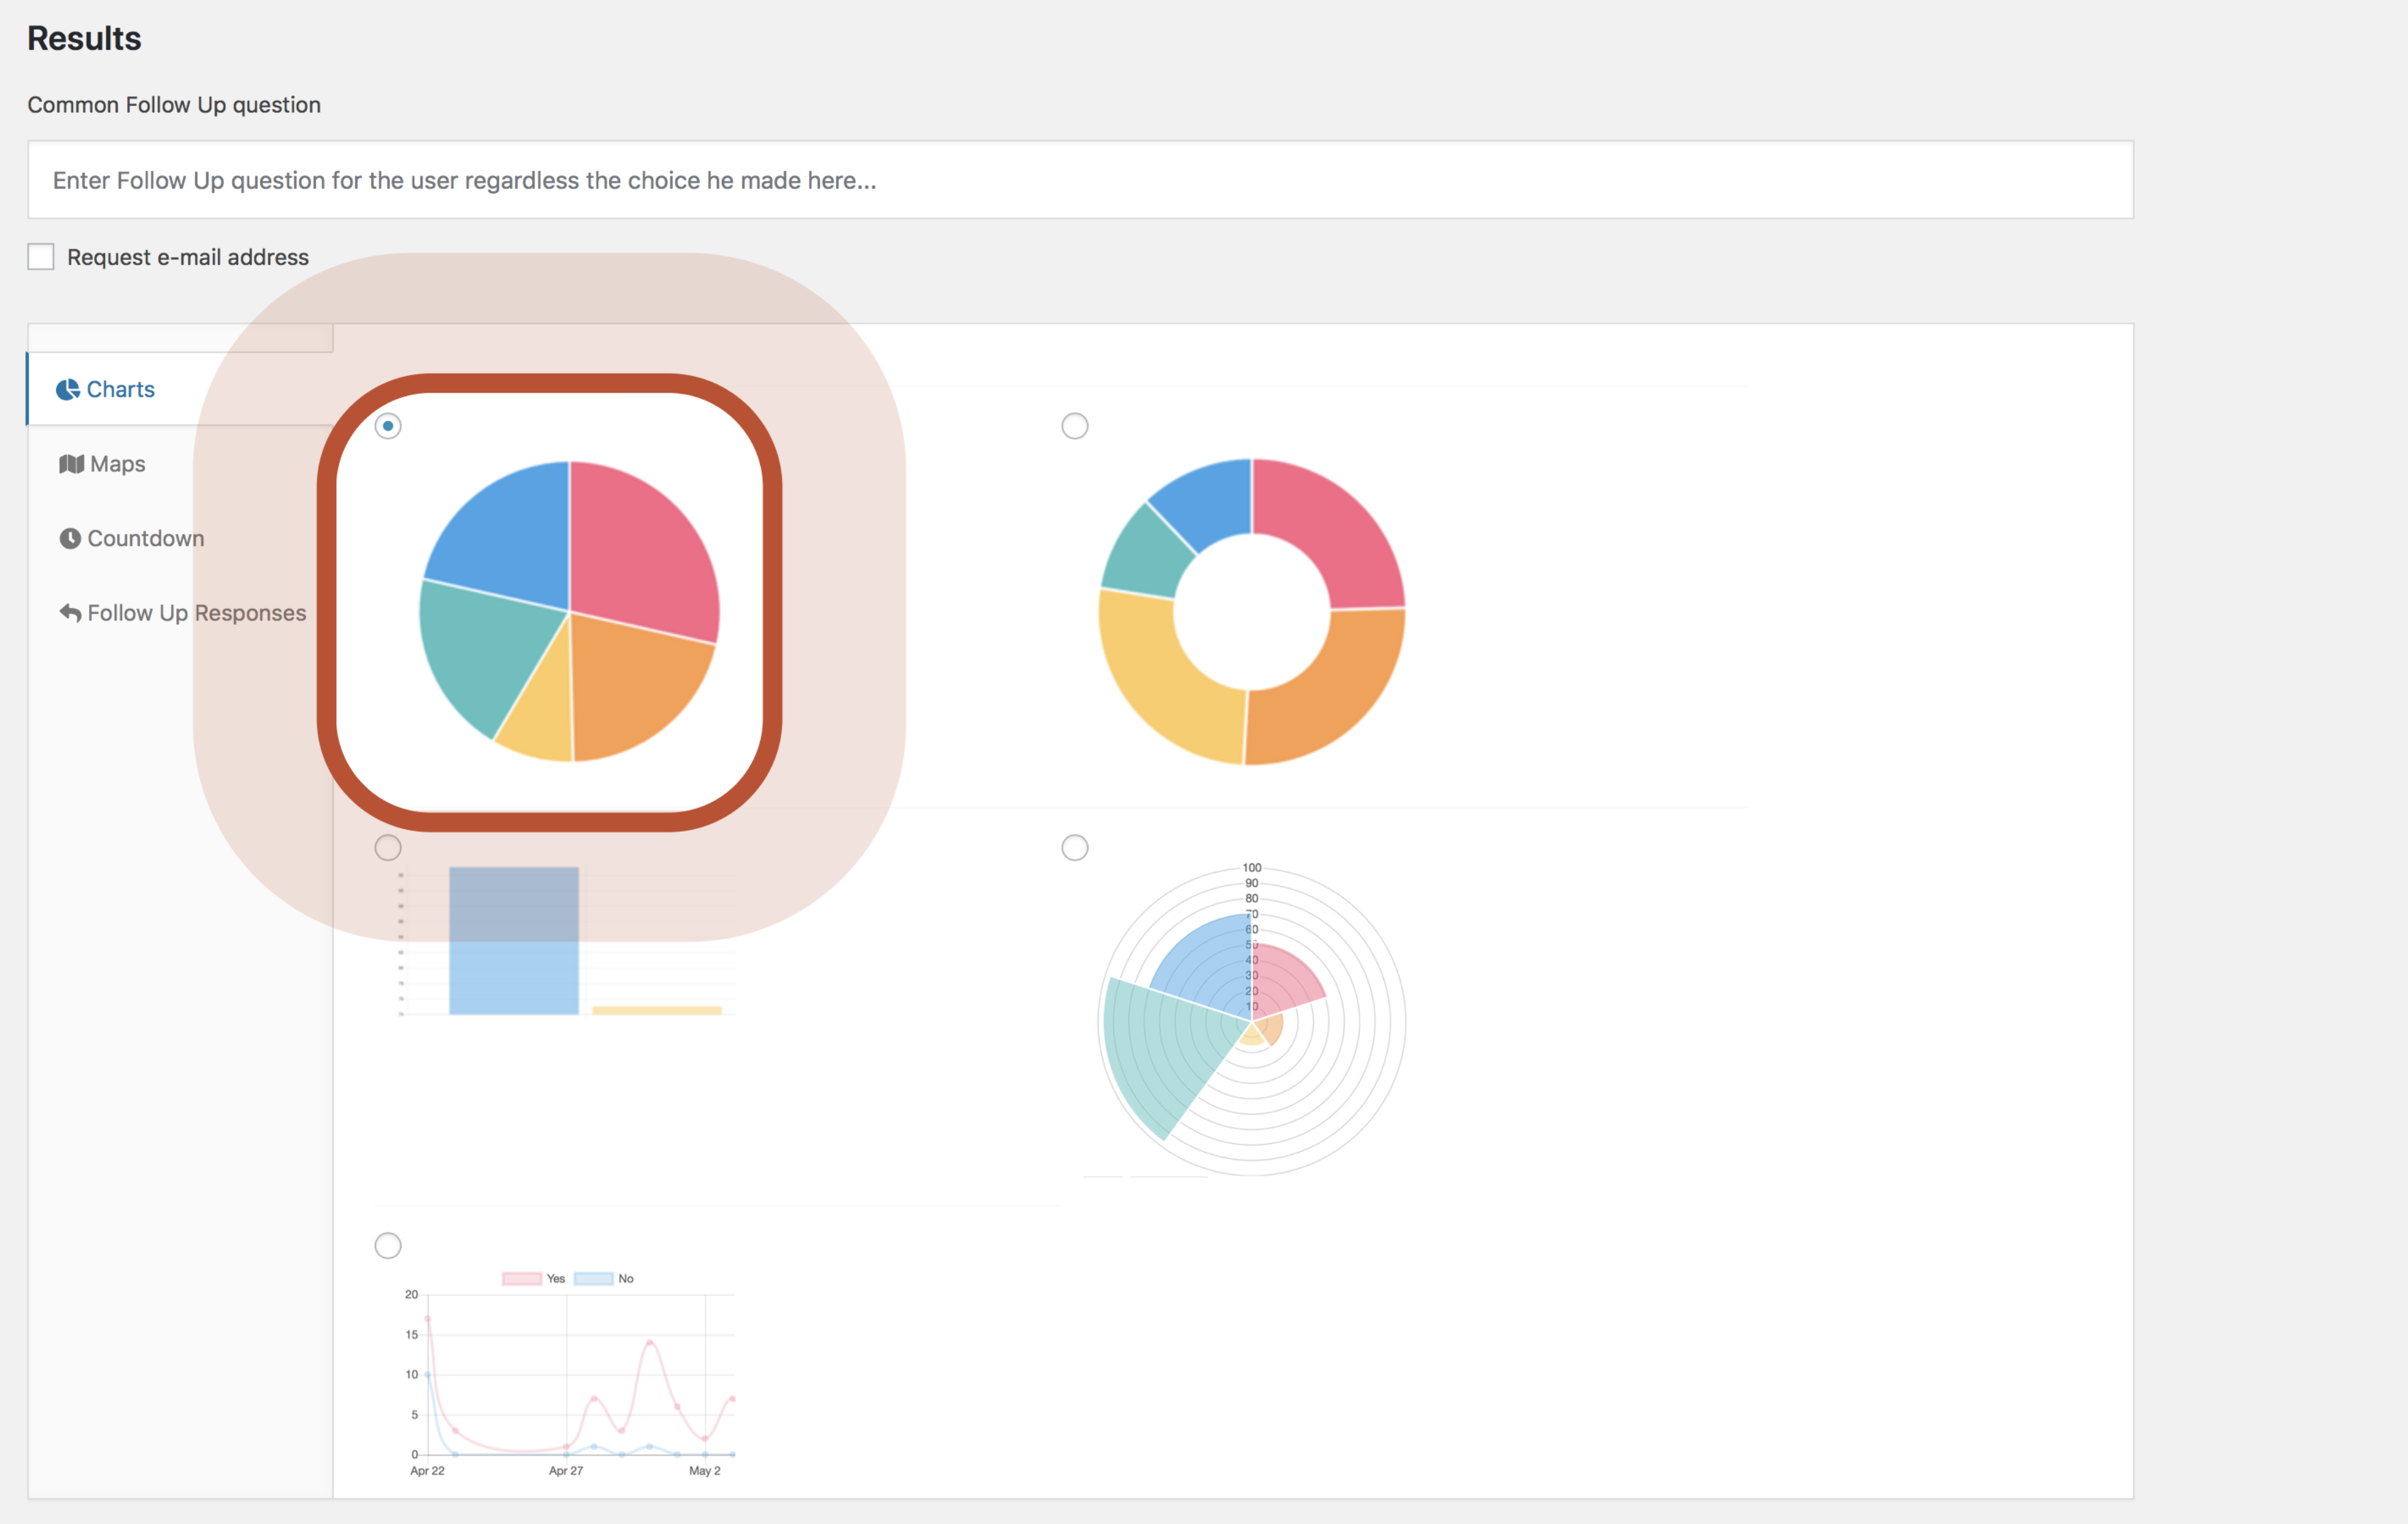 Results
Common Follow Up question
Enter Follow Up question for the user regardless the choice he made here...
Request e-mail address
Charts
Maps
Countdown
Follow Up Responses
100
90
80
70
60
50
40
30
20
10
Yes No
20
15
10
5
0
Apr 22 Apr 27 May 2